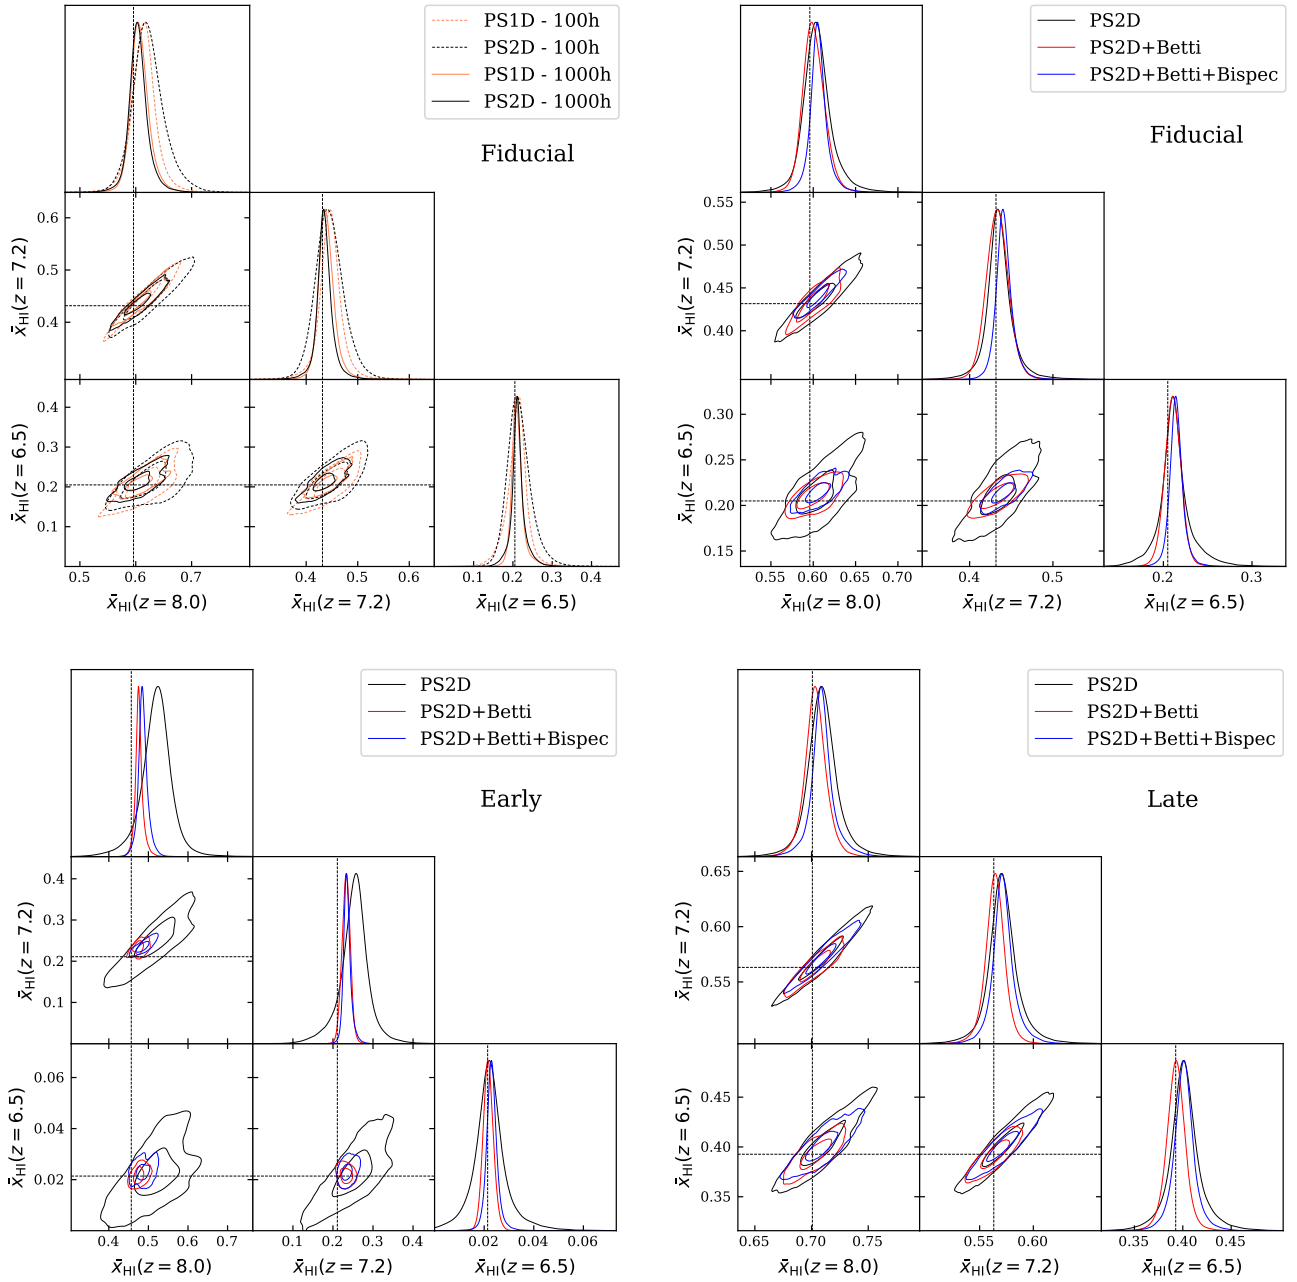 PS1D - 100h
PS2D - 100h
PS1D - 1000h
PS2D - 1000h
Fiducial
0.6
0.5
0.4
x̄HI(z = 7.2)
0.4
0.3
0.2
0.1
x̄HI(z = 6.5)
0.5 0.6 0.7
0.4 0.6
0.1 0.2 0.3 0.4
x̄HI(z = 8.0)
x̄HI(z = 7.2)
x̄HI(z = 6.5)
PS2D
PS2D+Betti
PS2D+Betti+Bispec
Fiducial
0.55
0.50
0.45
0.40
x̄HI(z = 7.2)
0.30
0.25
0.20
0.15
x̄HI(z = 6.5)
0.55 0.60 0.65 0.70
0.4 0.5
0.2 0.3
x̄HI(z = 8.0)
x̄HI(z = 7.2)
x̄HI(z = 6.5)
PS2D
PS2D+Betti
PS2D+Betti+Bispec
Early
0.4
0.3
0.2
0.1
x̄HI(z = 7.2)
0.06
0.04
0.02
x̄HI(z = 6.5)
0.4 0.5 0.6 0.7
0.1 0.2 0.3 0.4
0.02 0.04 0.06
x̄HI(z = 8.0)
x̄HI(z = 7.2)
x̄HI(z = 6.5)
PS2D
PS2D+Betti
PS2D+Betti+Bispec
Late
0.65
0.60
0.55
x̄HI(z = 7.2)
0.45
0.40
0.35
x̄HI(z = 6.5)
0.65 0.70 0.75
0.55 0.60
0.35 0.40 0.45
x̄HI(z = 8.0)
x̄HI(z = 7.2)
x̄HI(z = 6.5)